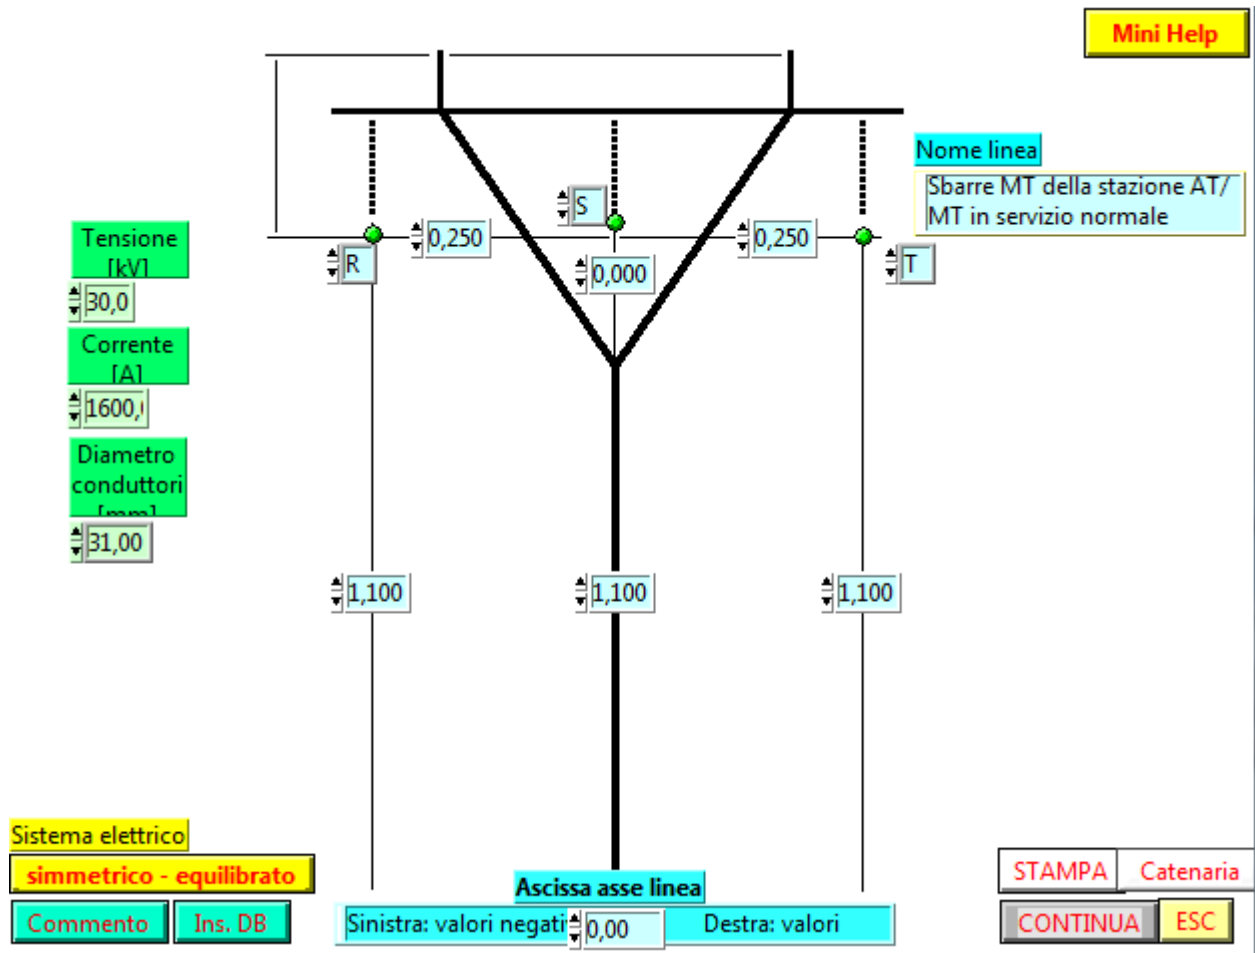 Mini Help
Nome linea
Sbarre MT della stazione AT/
MT in servizio normale
S
Tensione
[kV]
0,250
0,250
R
0,000
T
30,0
Corrente
[A]
1600,
Diametro
conduttori
[mm]
31,00
1,100
1,100
1,100
Sistema elettrico
simmetrico - equilibrato
STAMPA
Catenaria
Ascissa asse linea
Commento
Ins. DB
Sinistra: valori negati
0,00
Destra: valori
CONTINUA
ESC